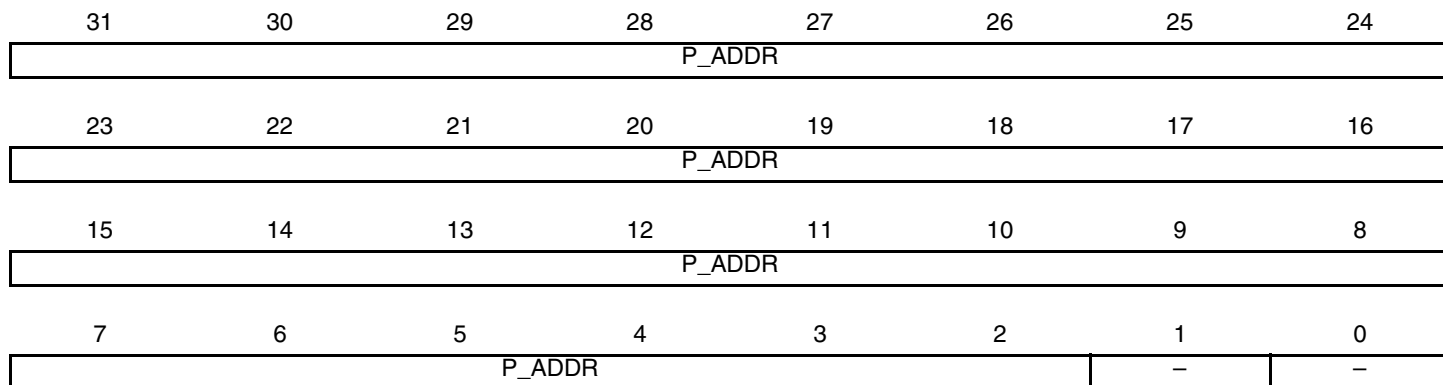 31 30 29 28 27 26 25 24
P_ADDR
23 22 21 20 19 18 17 16
P_ADDR
15 14 13 12 11 10 9 8
P_ADDR
7 6 5 4 3 2 1 0
P_ADDR – –